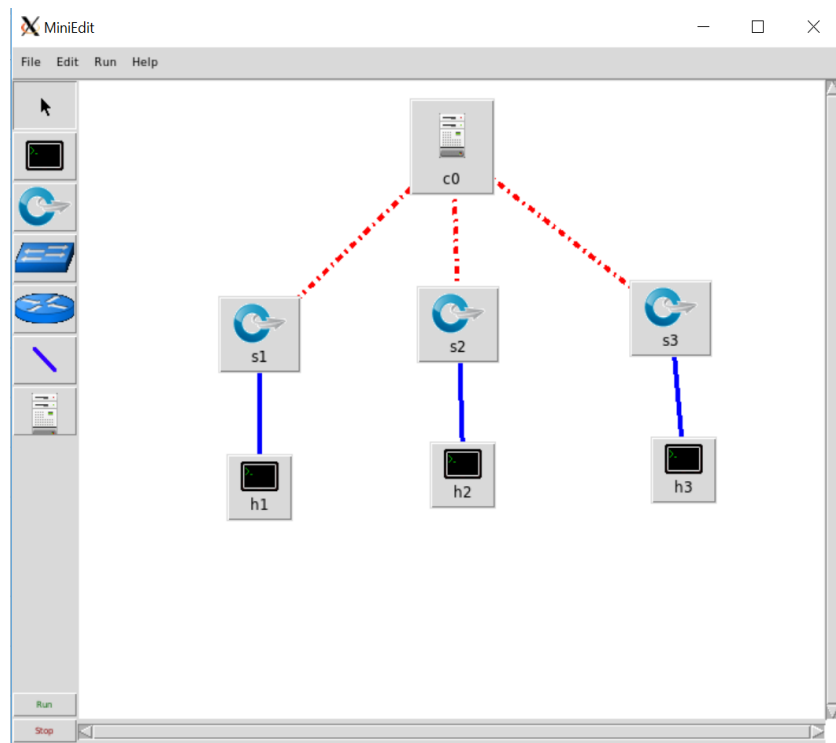 MiniEdit
File Edit Run Help
c0
s1 s2 s3
h1 h2 h3
Run
Stop